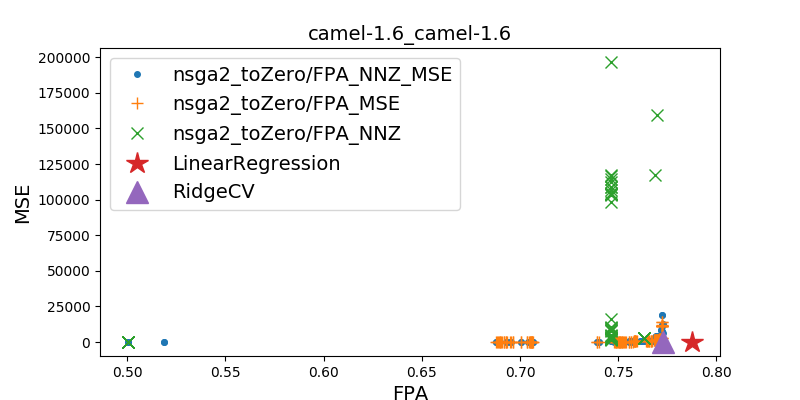 camel-1.6_camel-1.6
200000
175000
150000
125000
100000
75000
50000
25000
0
MSE
nsga2_toZero/FPA_NNZ_MSE
nsga2_toZero/FPA_MSE
nsga2_toZero/FPA_NNZ
LinearRegression
RidgeCV
0.50 0.55 0.60 0.65 0.70 0.75 0.80
FPA